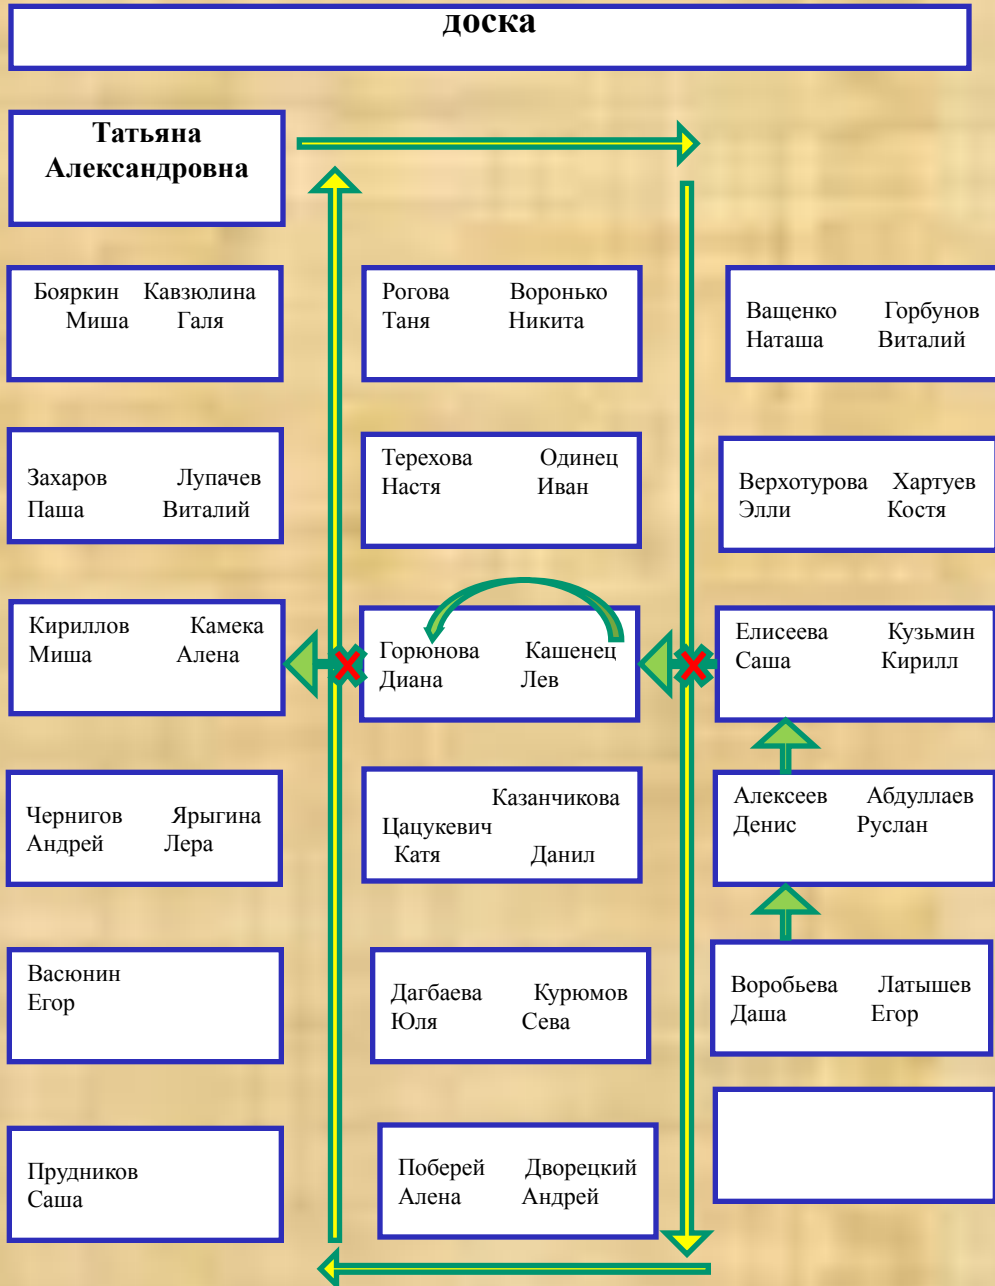 доска
Татьяна
Александровна
Бояркин Кавзюлина
Миша Галя
Рогова Воронько
Таня Никита
Ващенко Горбунов
Наташа Виталий
Захаров Лупачев
Паша Виталий
Терехова Одинец
Настя Иван
Верхотурова Хартуев
Элли Костя
Кириллов Камека
Миша Алена
Горюнова Кашенец
Диана Лев
Елисеева Кузьмин
Саша Кирилл
Чернигов Ярыгина
Андрей Лера
Казанчикова
Цацукевич
Катя Данил
Алексеев Абдуллаев
Денис Руслан
Васюнин
Егор
Дагбаева Курюмов
Юля Сева
Воробьева Латышев
Даша Егор
Прудников
Саша
Поберей Дворецкий
Алена Андрей